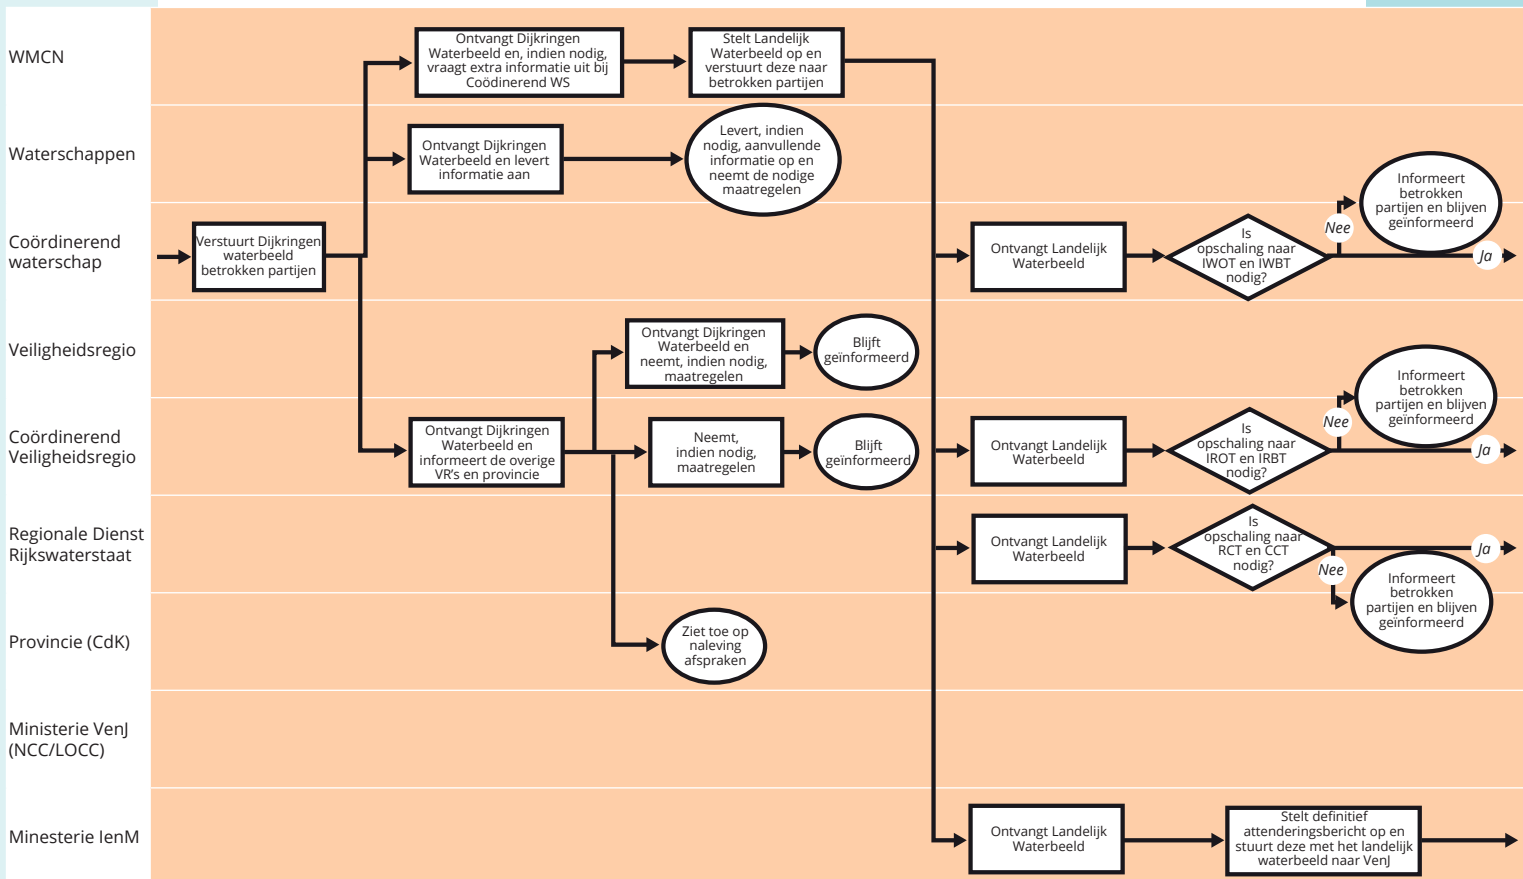 WMCN
Ontvangt Dijkringen
Waterbeeld en, indien nodig,
vraagt extra informatie uit bij
Coödinerend WS
Stelt Landelijk
Waterbeeld op en
verstuurt deze naar
betrokken partijen
Waterschappen
Ontvangt Dijkringen
Waterbeeld en levert
informatie aan
Levert, indien
nodig, aanvullende
informatie op en
neemt de nodige
maatregelen
Informeert
betrokken
partijen en blijven
geïnformeerd
Coördinerend
waterschap
Verstuurt Dijkringen
waterbeeld
betrokken partijen
Ontvangt Landelijk
Waterbeeld
Is
opschaling naar
IWOT en IWBT
nodig?
Nee
Ja
Veiligheidsregio
Ontvangt Dijkringen
Waterbeeld en
neemt, indien nodig,
maatregelen
Blijft
geïnformeerd
Informeert
betrokken
partijen en blijven
geïnformeerd
Coördinerend
Veiligheidsregio
Ontvangt Dijkringen
Waterbeeld en
informeert de overige
VR's en provincie
Neemt,
indien nodig,
maatregelen
Blijft
geïnformeerd
Ontvangt Landelijk
Waterbeeld
Is
opschaling naar
IROT en IRBT
nodig?
Nee
Ja
Regionale Dienst
Rijkswaterstaat
Ontvangt Landelijk
Waterbeeld
Is
opschaling naar
RCT en CCT
nodig?
Nee
Ja
Informeert
betrokken
partijen en blijven
geïnformeerd
Provincie (CdK)
Ziet toe op
naleving
afspraken
Ministerie VenJ
(NCC/LOCC)
Minesterie IenM
Ontvangt Landelijk
Waterbeeld
Stelt definitief
attenderingsbericht op en
stuurt deze met het landelijk
waterbeeld naar VenJ